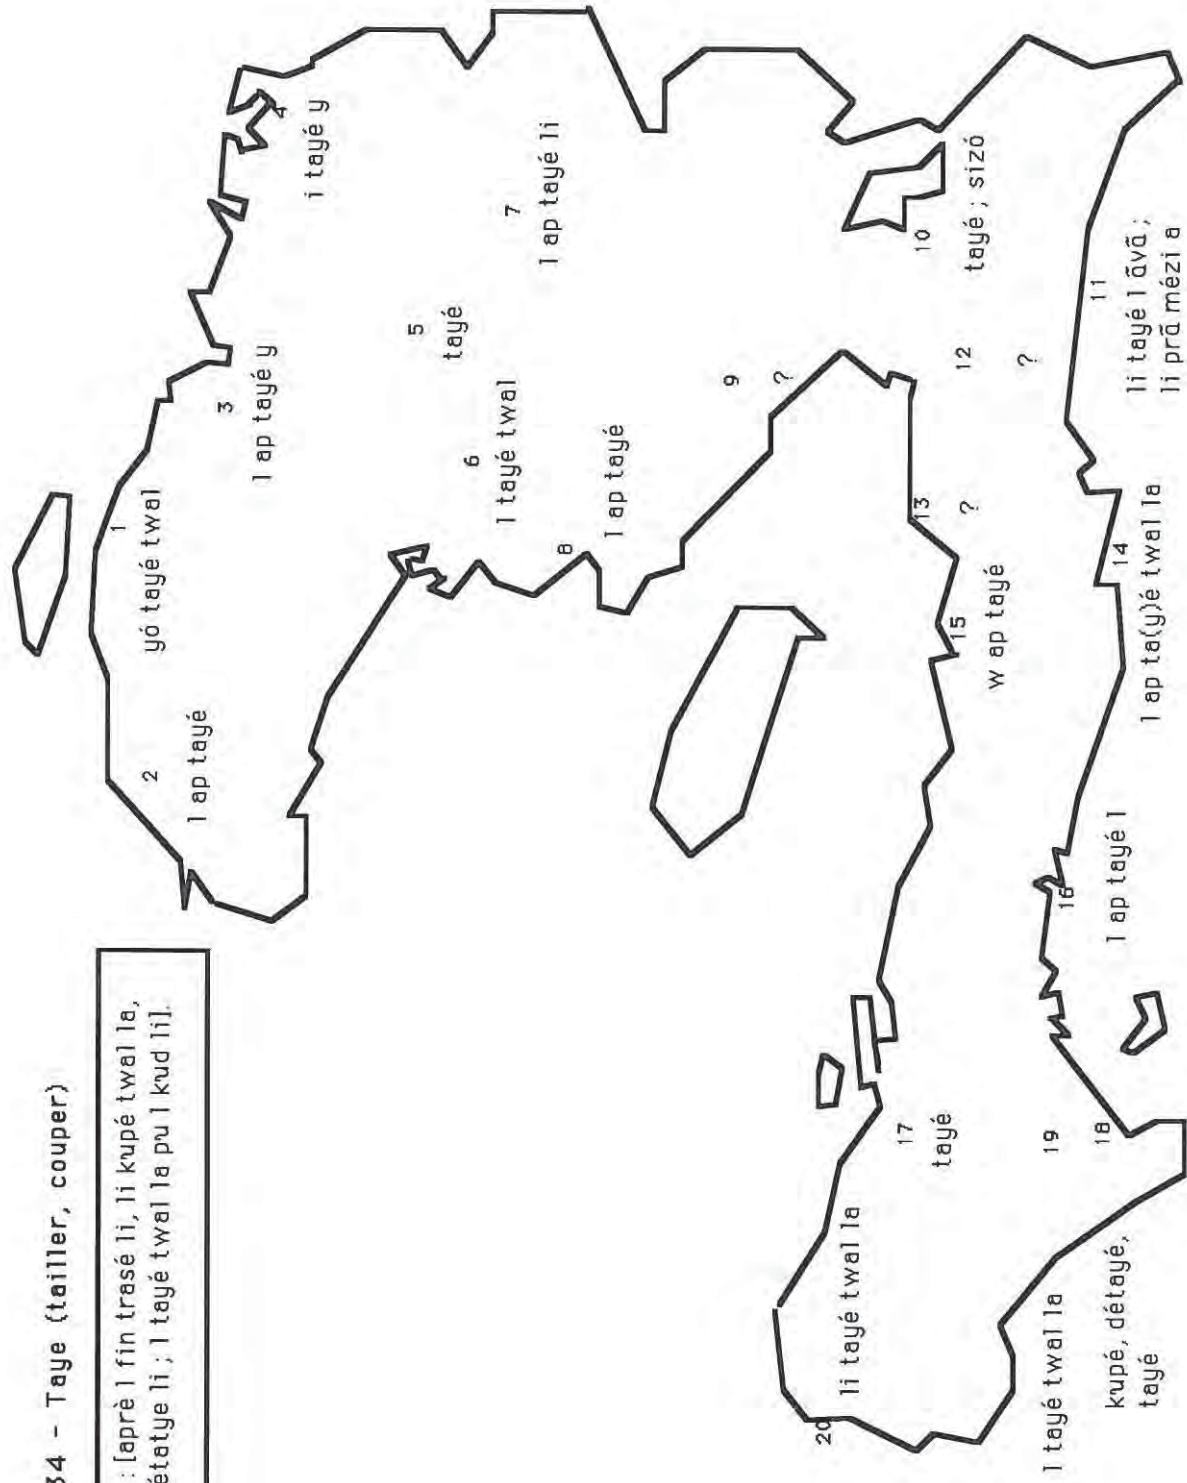 34 - Taye (tailler, couper)
: [aprè l fin trasé li, li kupé twal la,
étatye li ; l tayé twal la pu l kud li].
1
yó tayé twal
2
l ap tayé
3
l ap tayé y
4
i tayé y
5
tayé
6
l tayé twal
7
l ap tayé li
8
l ap tayé
9
?
10
tayé ; sizó
11
li tayé l ãvã ;
li prã mézi a
12
?
13
?
14
l ap ta(y)é twal la
15
w ap tayé
16
l ap tayé l
17
tayé
18
kupé, détayé,
tayé
19
l tayé twal la
20
li tayé twal la